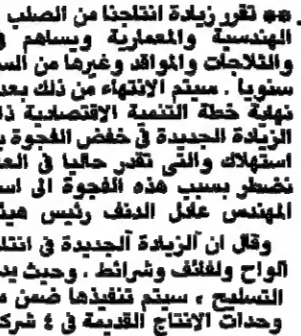 ** تقرر زيادة انتاجنا من الصلب
الهندسية والمعمارية ويساهم
والثلاجات والمواقد وغيرها من
سنويا . سيتم الانتهاء من ذلك بعد
نهاية خطة التنمية الاقتصادية
الزيادة الجديدة في خفض الفجوة
استهلاك والتى تقدر حاليا في
نضطر بسبب هذه الفجوة الى
المهندس عادل الدنف رئيس
وقال ان الزيادة الجديدة في
الواح ولفائف وشرائط . وحيث
التسليح ، سيتم تنفيذها ضمن
وحدات الانتاج القديمة في ٤